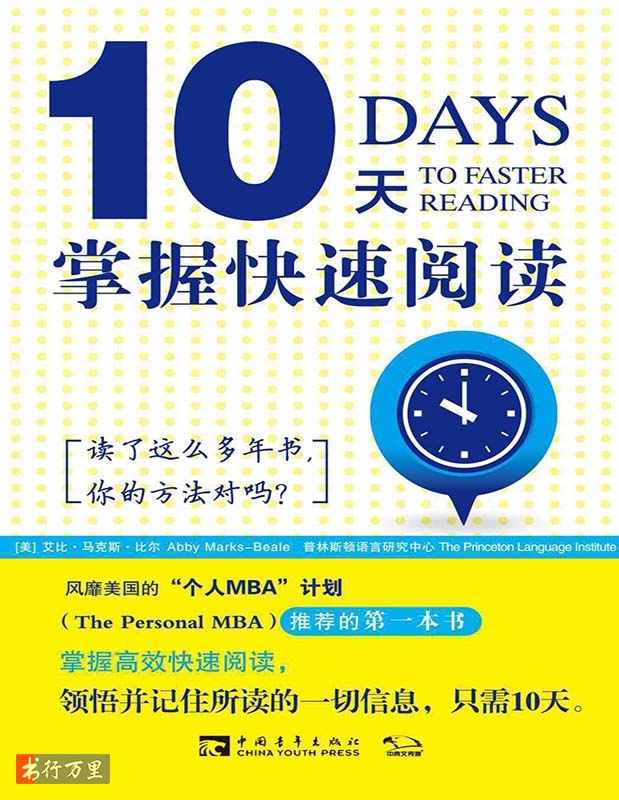 10 DAYS
天 TO FASTER
READING
掌握快速阅读
读了这么多年书,
你的方法对吗?
[美] 艾比·马克斯·比尔 Abby Marks-Beale 普林斯顿语言研究中心 The Princeton Language Institute
风靡美国的“个人MBA”计划
(The Personal MBA) 推荐的第一本书
掌握高效快速阅读,
领悟并记住所读的一切信息，只需10天。
中国青年出版社
CHINA YOUTH PRESS
中青文传媒
书行万里